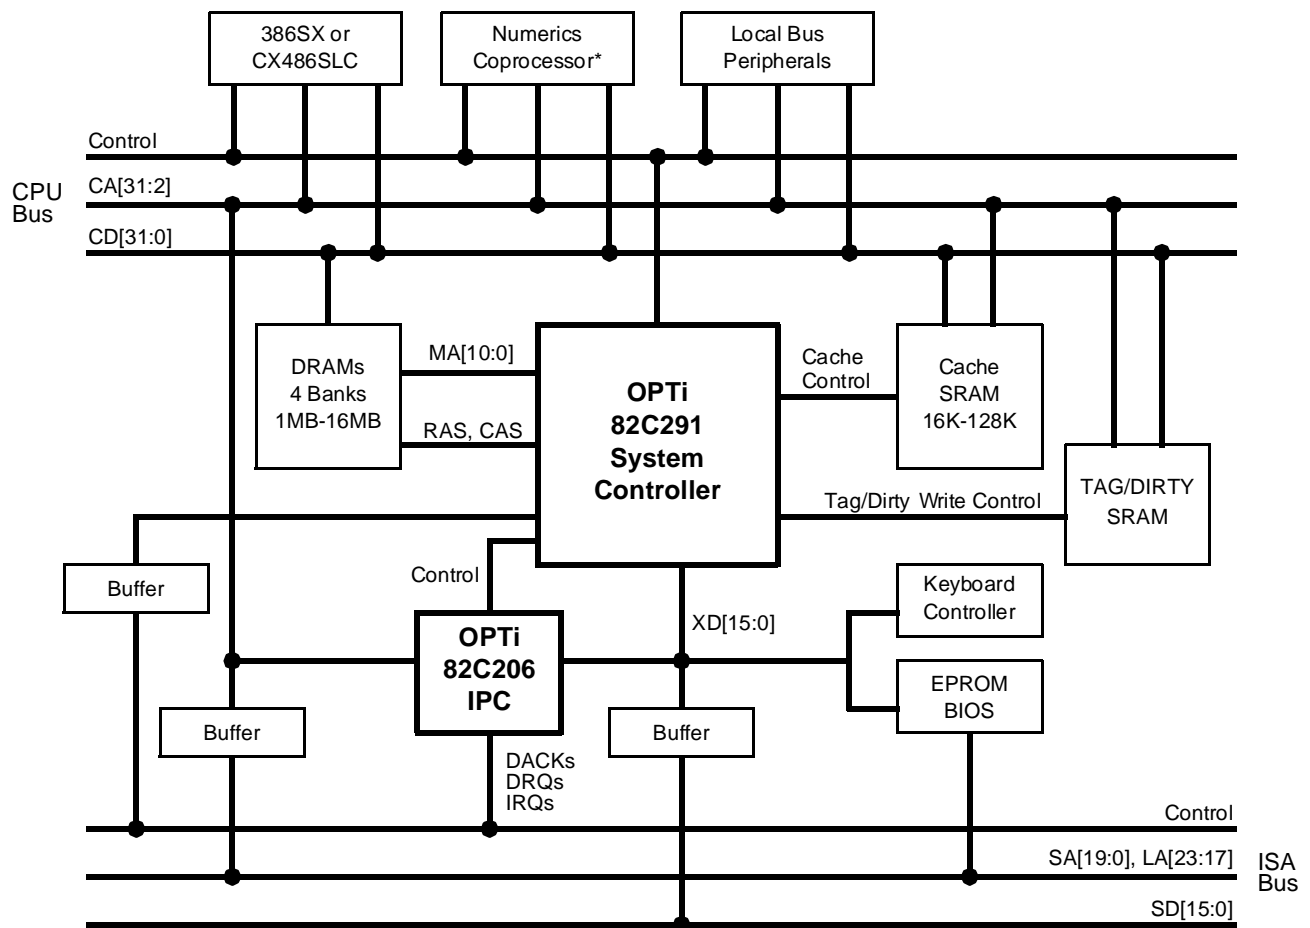 386SX or
CX486SLC
Numerics
Coprocessor*
Local Bus
Peripherals
Control
CPU
Bus
CA[31:2]
CD[31:0]
DRAMs
4 Banks
1MB-16MB
MA[10:0]
RAS, CAS
OPTi
82C291
System
Controller
Cache
Control
Cache
SRAM
16K-128K
Tag/Dirty Write Control
TAG/DIRTY
SRAM
Buffer
Control
OPTi
82C206
IPC
XD[15:0]
Keyboard
Controller
EPROM
BIOS
Buffer
Buffer
DACKs
DRQs
IRQs
Control
SA[19:0], LA[23:17]
ISA
Bus
SD[15:0]